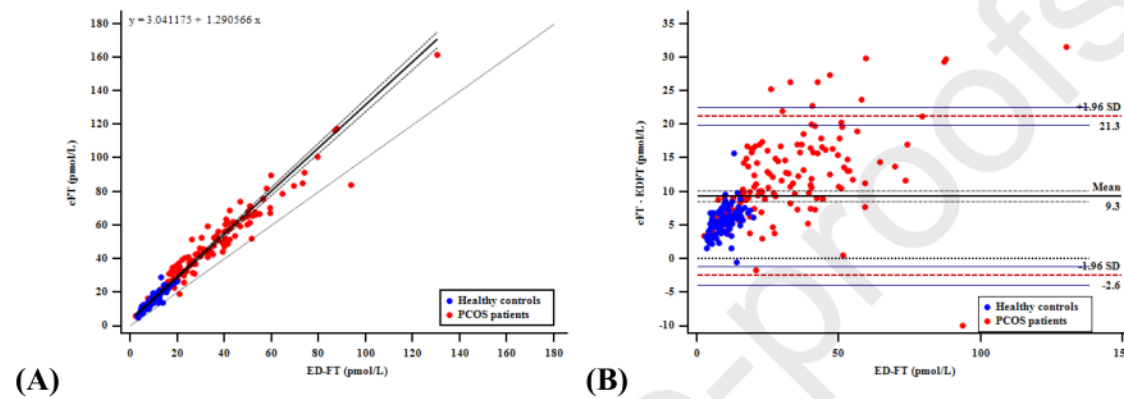 y = 3.041175 + 1.290566 x
180
160
140
120
100
80
60
40
20
0
cFT (pmol/L)
0 20 40 60 80 100 120 140 160 180
ED-FT (pmol/L)
Healthy controls
PCOS patients
(A)
35
30
25
20
15
10
5
0
-5
-10
cFT - EDFT (pmol/L)
+1.96 SD
21.3
Mean
9.3
-1.96 SD
-2.6
0 50 100 150
ED-FT (pmol/L)
Healthy controls
PCOS patients
(B)
-proofs